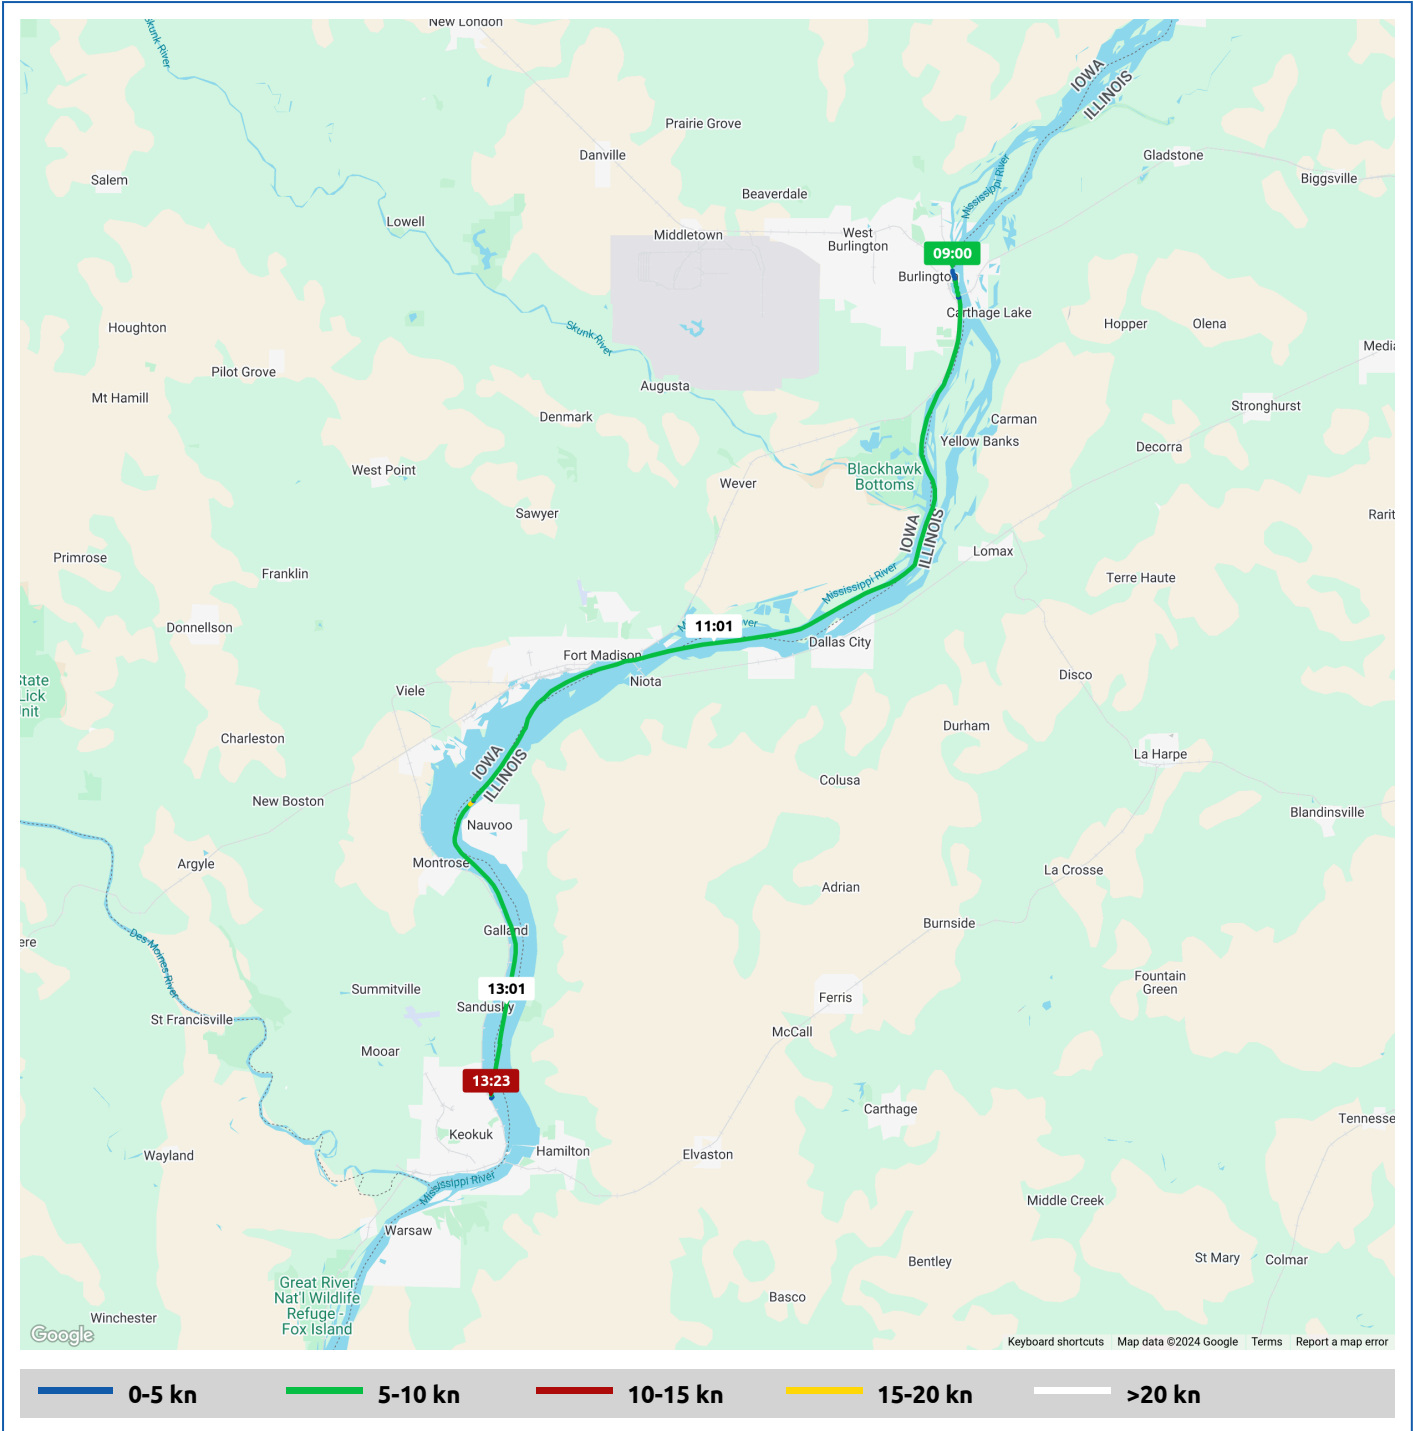 New London
Skunk River
IOWA
ILLINOIS
Prairie Grove
Danville
Gladstone
Mississippi River
Salem
Biggsville
Beaverdale
Lowell
Middletown
West
Burlington
09:00
Burlington
Carthage Lake
Houghton
Skunk River
Hopper
Olena
Pilot Grove
Augusta
Mt Hamill
Denmark
Stronghurst
Carman
Yellow Banks
Decorra
West Point
Blackhawk
Bottoms
Wever
Sawyer
IOWA
ILLINOIS
Primrose
Franklin
Lomax
Mississippi River
Terre Haute
Donnellson
11:01
Dallas City
Fort Madison
Niota
Disco
Viele
Charleston
Durham
IOWA
ILLINOIS
La Harpe
Colusa
New Boston
Nauvoo
Blandinsville
Argyle
Montrose
La Crosse
Adrian
Galland
Burnside
Des Moines River
13:01
Summitville
Sandusky
Ferris
Fountain
Green
St Francisville
McCall
Mooar
13:23
Carthage
Keokuk
Hamilton
Wayland
Elvaston
Mississippi River
Middle Creek
Warsaw
Bentley
St Mary
Colmar
Great River
Nat'l Wildlife
Refuge -
Fox Island
Basco
Winchester
Google
Keyboard shortcuts
Map data ©2024 Google
Terms
Report a map error
0-5 kn
5-10 kn
10-15 kn
15-20 kn
>20 kn